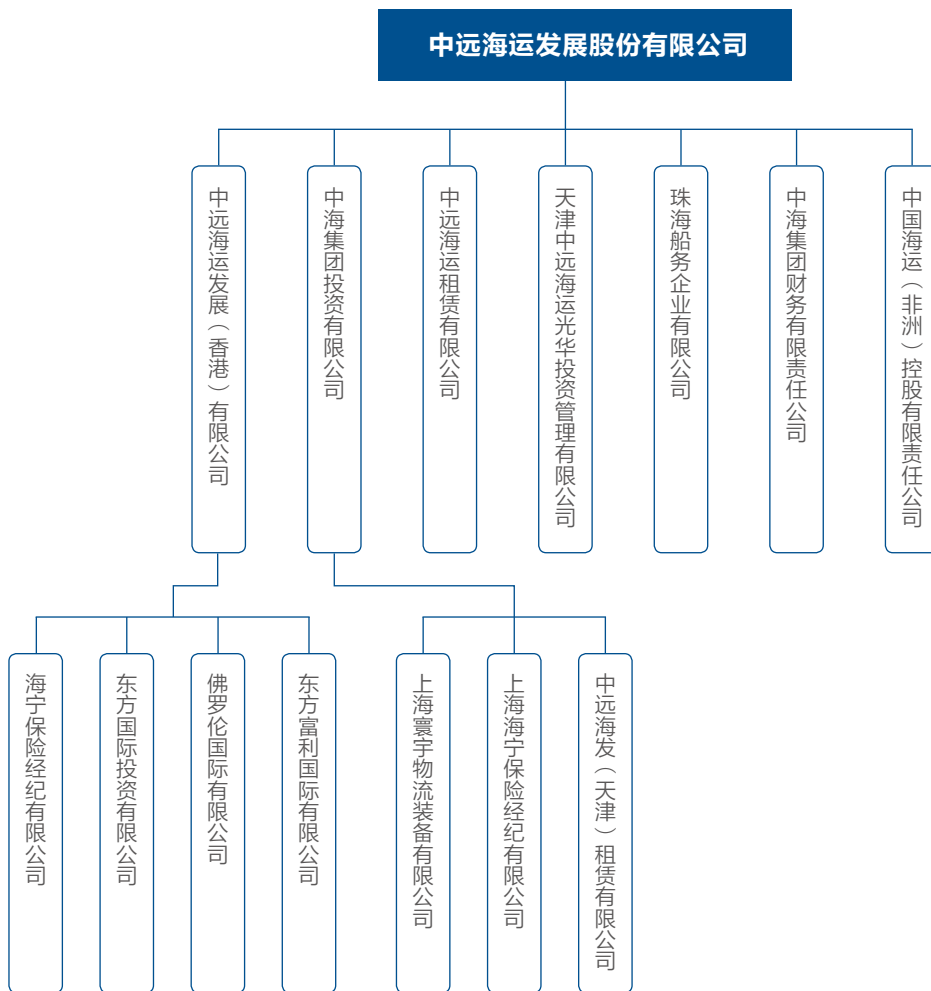 中远海运发展股份有限公司
中远海运发展（香港）有限公司
中海集团投资有限公司
中远海运租赁有限公司
天津中远海运光华投资管理有限公司
珠海船务企业有限公司
中海集团财务有限责任公司
中国海运（非洲）控股有限责任公司
海宁保险经纪有限公司
东方国际投资有限公司
佛罗伦国际有限公司
东方富利国际有限公司
上海寰宇物流装备有限公司
上海海宁保险经纪有限公司
中远海发（天津）租赁有限公司